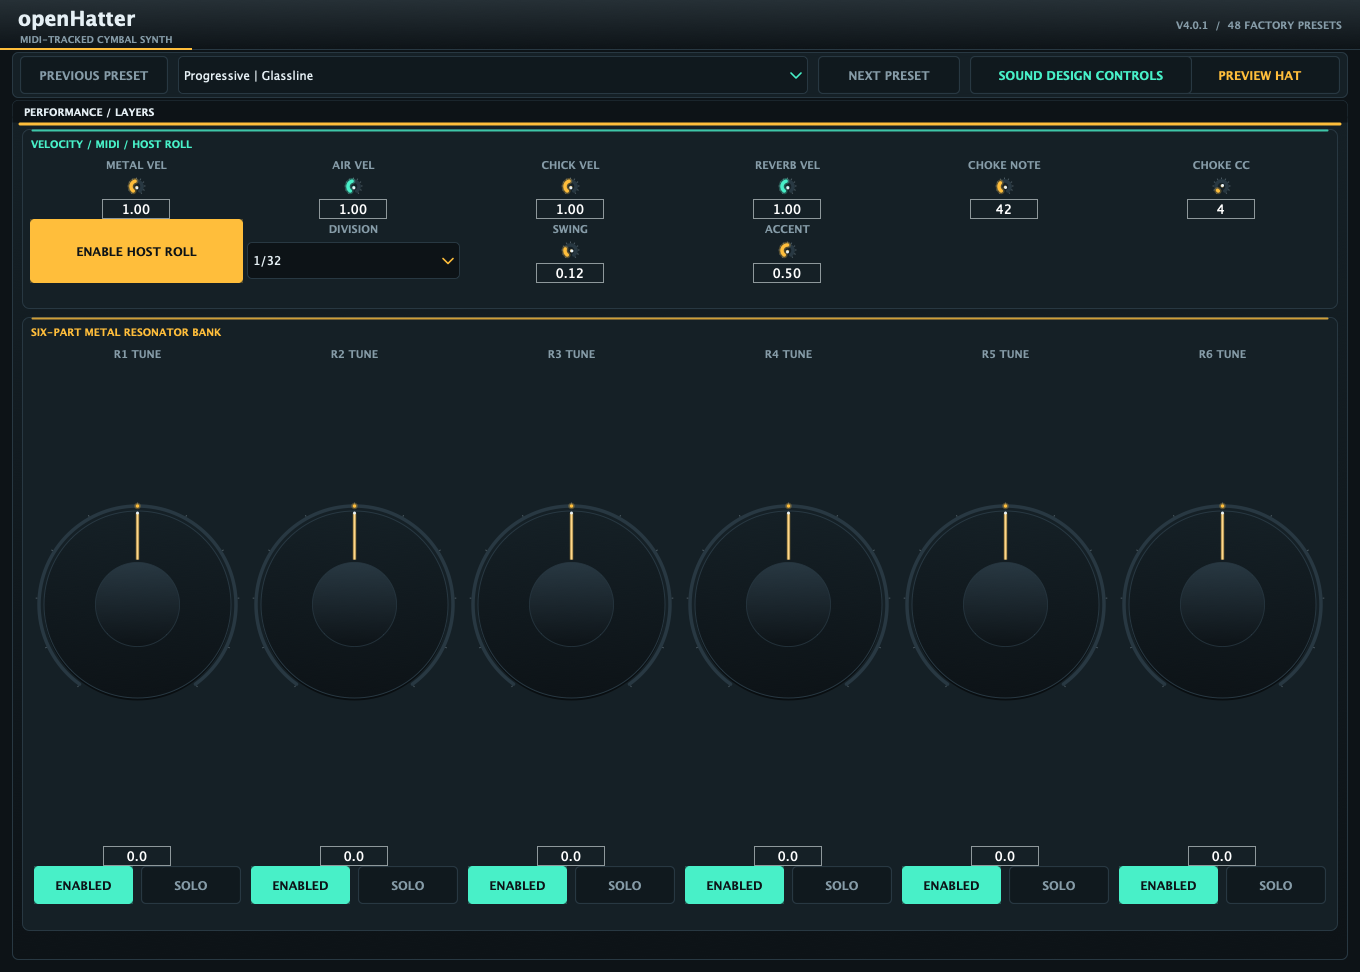 openHatter
MIDI-TRACKED CYMBAL SYNTH
V4.0.1 / 48 FACTORY PRESETS
PREVIOUS PRESET
Progressive | Glassline
NEXT PRESET
SOUND DESIGN CONTROLS
PREVIEW HAT
PERFORMANCE / LAYERS
VELOCITY / MIDI / HOST ROLL
METAL VEL AIR VEL CHICK VEL REVERB VEL CHOKE NOTE CHOKE CC
1.00 1.00 1.00 1.00 42 4
DIVISION SWING ACCENT
ENABLE HOST ROLL 1/32 0.12 0.50
SIX-PART METAL RESONATOR BANK
R1 TUNE R2 TUNE R3 TUNE R4 TUNE R5 TUNE R6 TUNE
0.0 0.0 0.0 0.0 0.0 0.0
ENABLED SOLO ENABLED SOLO ENABLED SOLO ENABLED SOLO ENABLED SOLO ENABLED SOLO